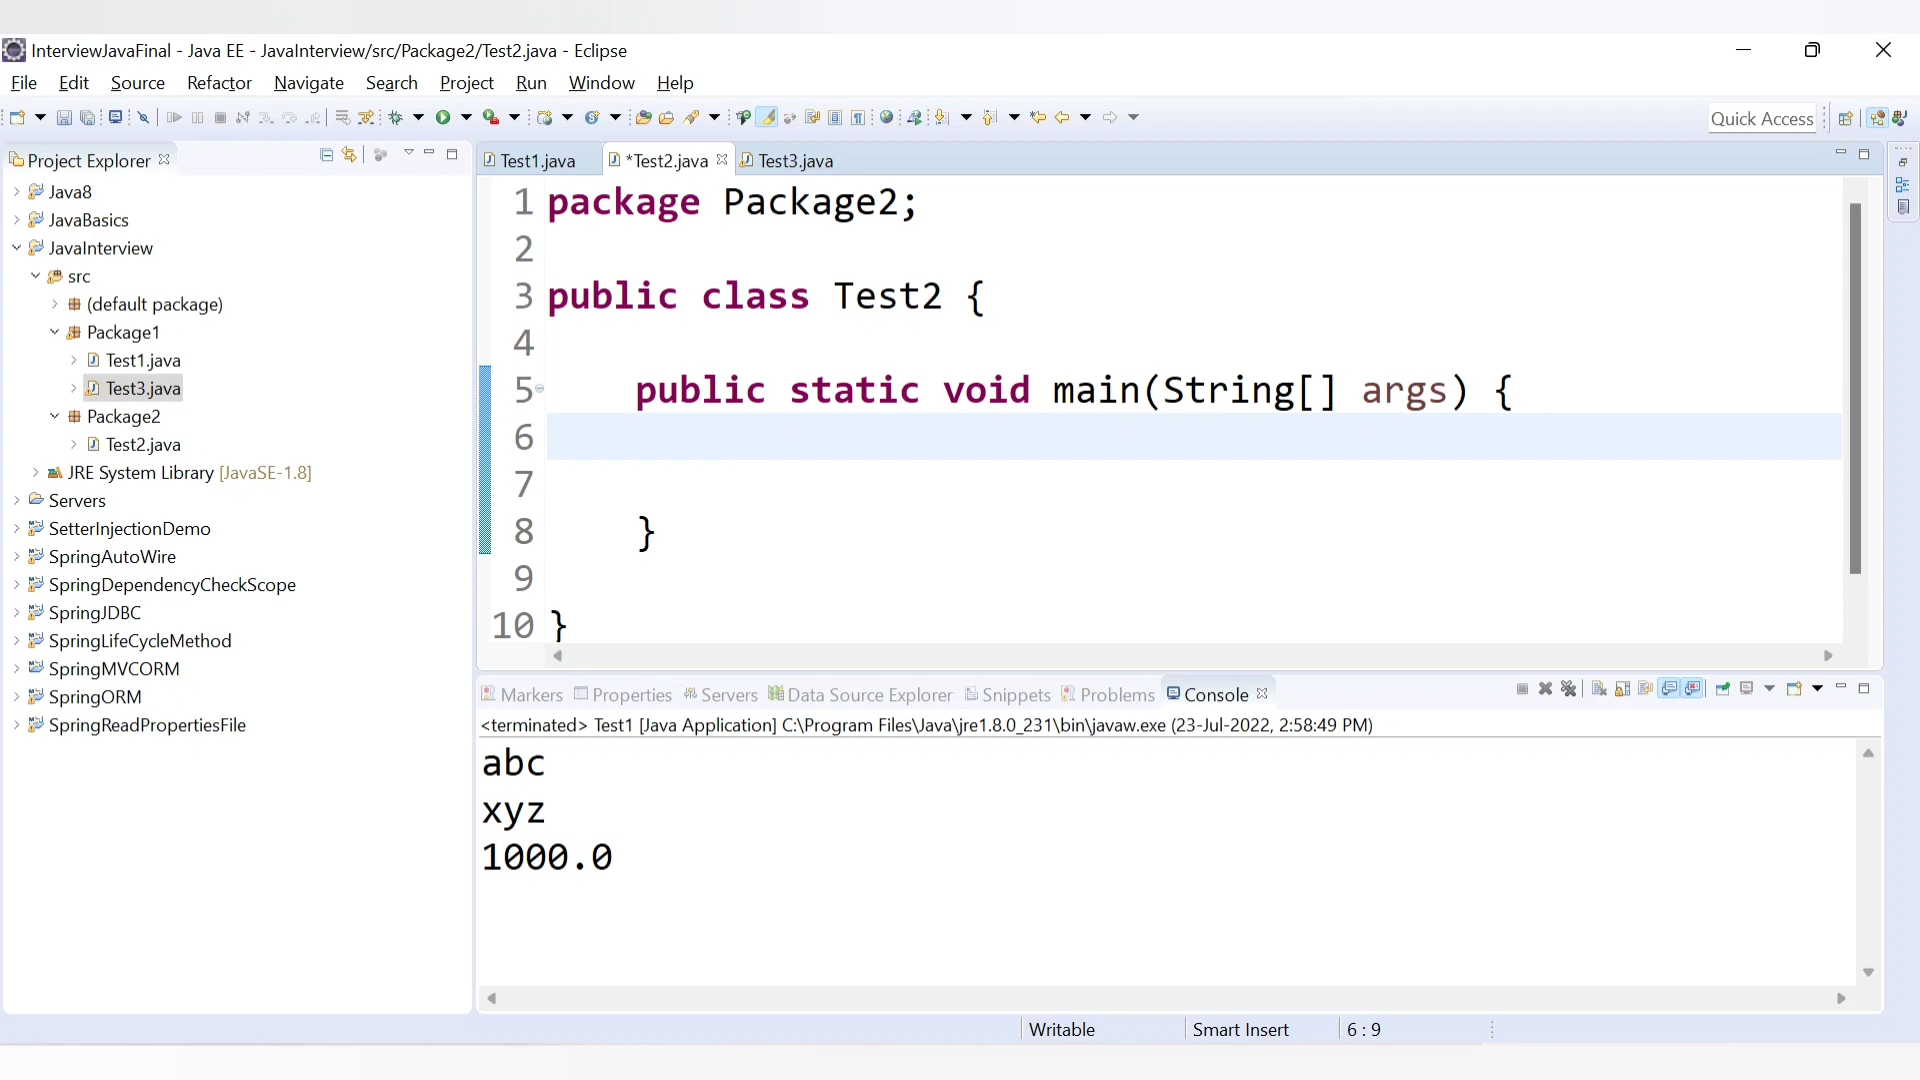 InterviewJavaFinal - Java EE - JavaInterview/src/Package2/Test2.java - Eclipse
File Edit Source Refactor Navigate Search Project Run Window Help
Quick Access
Project Explorer
Java8
JavaBasics
JavaInterview
src
(default package)
Package1
Test1.java
Test3.java
Package2
Test2.java
JRE System Library [JavaSE-1.8]
Servers
SetterInjectionDemo
SpringAutoWire
SpringDependencyCheckScope
SpringJDBC
SpringLifeCycleMethod
SpringMVCORM
SpringORM
SpringReadPropertiesFile
Test1.java *Test2.java Test3.java
1 package Package2;
2
3 public class Test2 {
4
5 public static void main(String[] args) {
6
7
8 }
9
10 }
Markers Properties Servers Data Source Explorer Snippets Problems Console
<terminated> Test1 [Java Application] C:\Program Files\Java\jre1.8.0_231\bin\javaw.exe (23-Jul-2022, 2:58:49 PM)
abc
xyz
1000.0
Writable Smart Insert 6 : 9